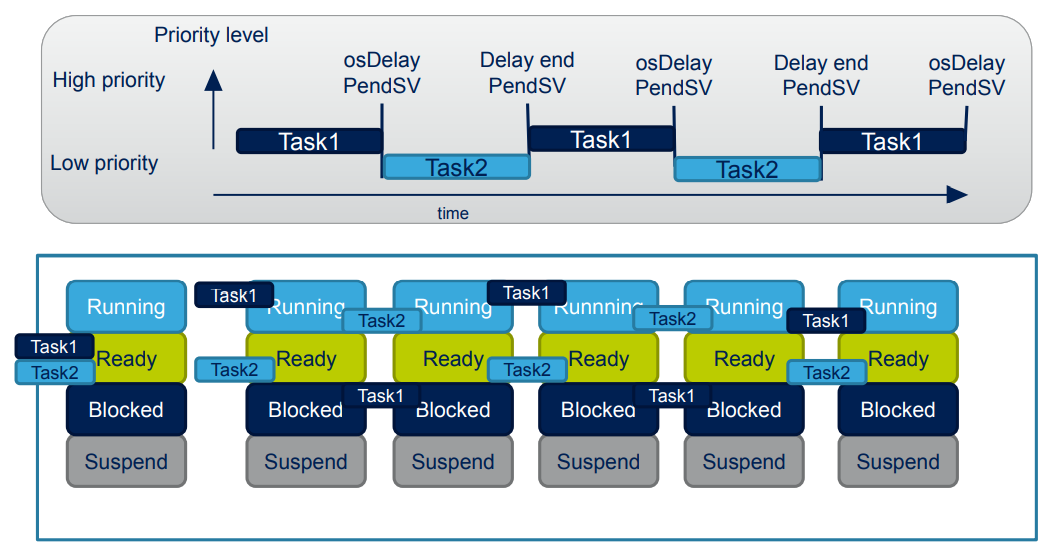 Priority level
High priority
Low priority
osDelay
PendSV
Delay end
PendSV
osDelay
PendSV
Delay end
PendSV
osDelay
PendSV
Task1
Task2
Task1
Task2
Task1
time
Running
Ready
Blocked
Suspend
Task1
Task2
Running
Ready
Blocked
Suspend
Task1
Task2
Running
Ready
Blocked
Suspend
Task2
Task1
Running
Ready
Blocked
Suspend
Task1
Task2
Running
Ready
Blocked
Suspend
Task2
Task1
Running
Ready
Blocked
Suspend
Task1
Task2